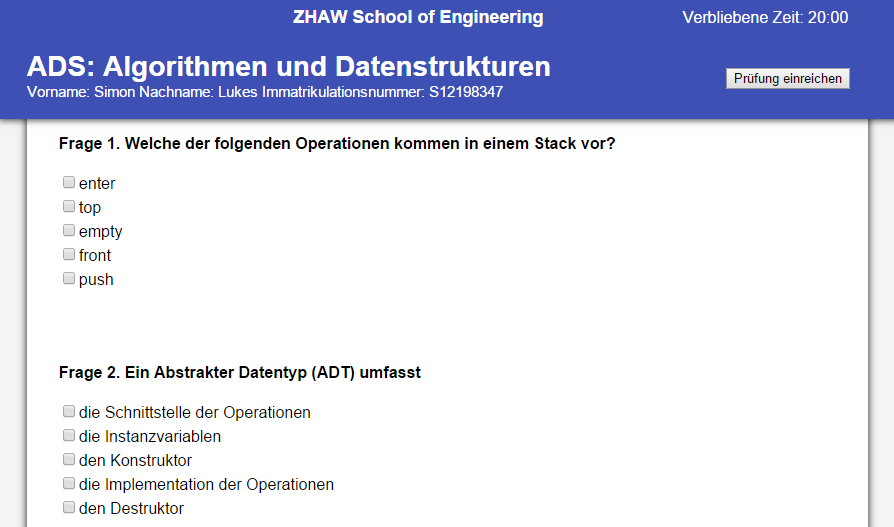 ZHAW School of Engineering
Verbliebene Zeit: 20:00
ADS: Algorithmen und Datenstrukturen
Vorname: Simon Nachname: Lukes Immatrikulationsnummer: S12198347
Prüfung einreichen
Frage 1. Welche der folgenden Operationen kommen in einem Stack vor?
enter
top
empty
front
push
Frage 2. Ein Abstrakter Datentyp (ADT) umfasst
die Schnittstelle der Operationen
die Instanzvariablen
den Konstruktor
die Implementation der Operationen
den Destruktor